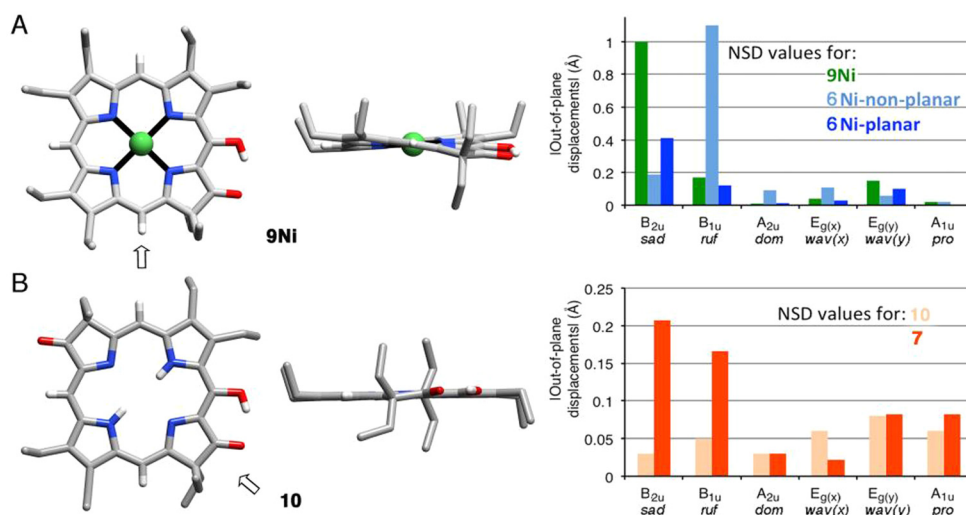 A
9Ni
|Out-of-plane
displacements| (Å)
1
0.8
0.6
0.4
0.2
0
NSD values for:
9Ni
6Ni-non-planar
6Ni-planar
B2u B1u A2u Eg(x) Eg(y) A1u
sad ruf dom wav(x) wav(y) pro
B
10
|Out-of-plane
displacements| (Å)
0.25
0.2
0.15
0.1
0.05
0
NSD values for: 10
7
B2u B1u A2u Eg(x) Eg(y) A1u
sad ruf dom wav(x) wav(y) pro